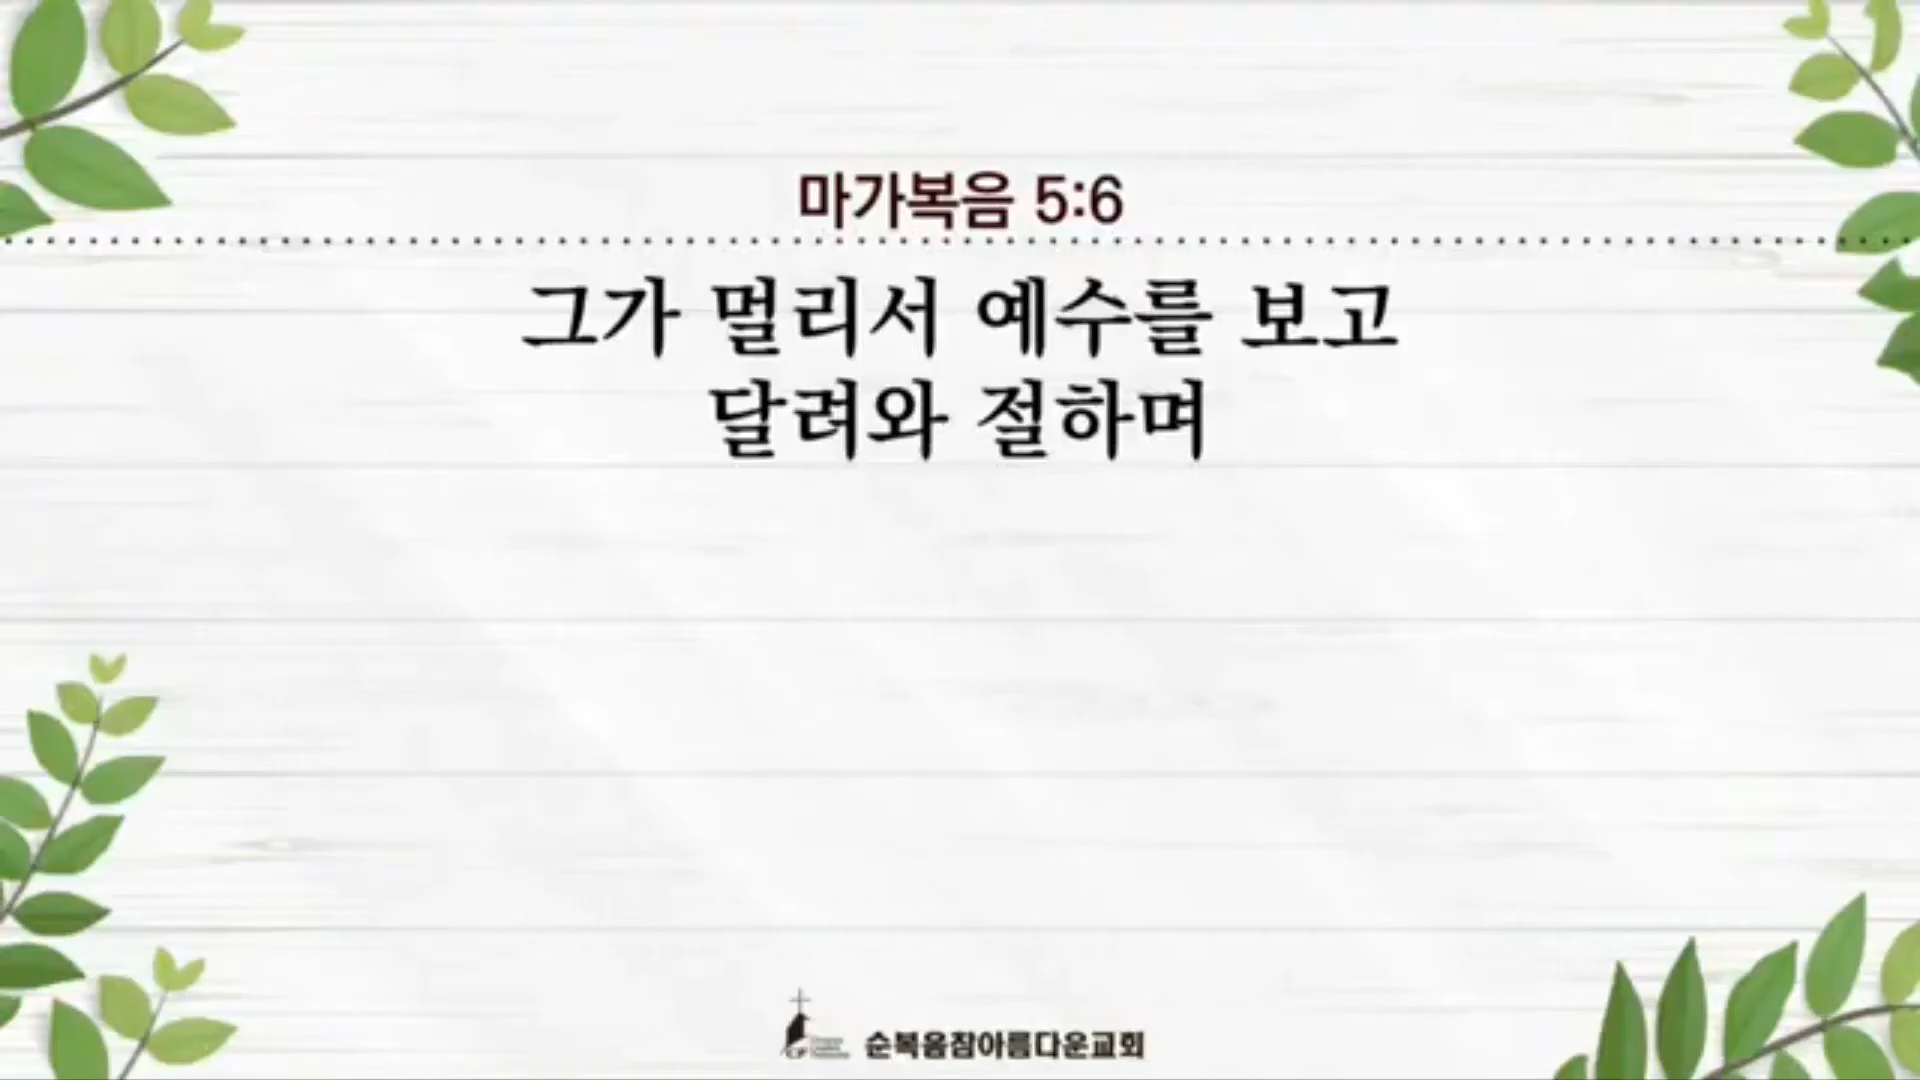 마가복음 5:6
그가 멀리서 예수를 보고
달려와 절하며
순복음참아름다운교회